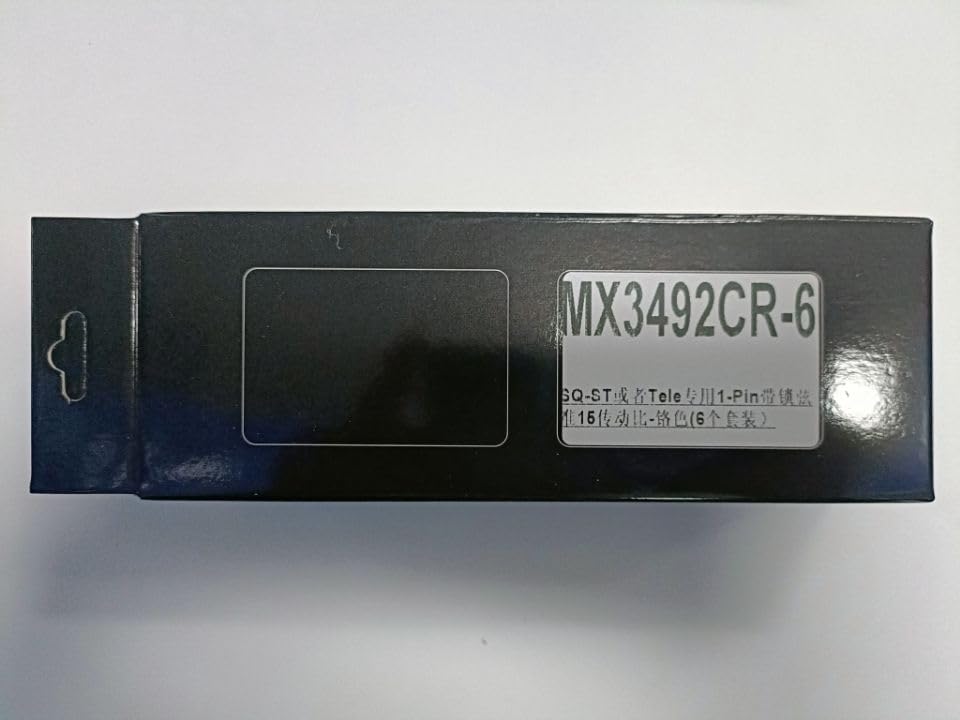 MX3492CR-6
SQ-ST或者Tele专用1-Pin带锁弦
准15传动比-铬色(6个套装）